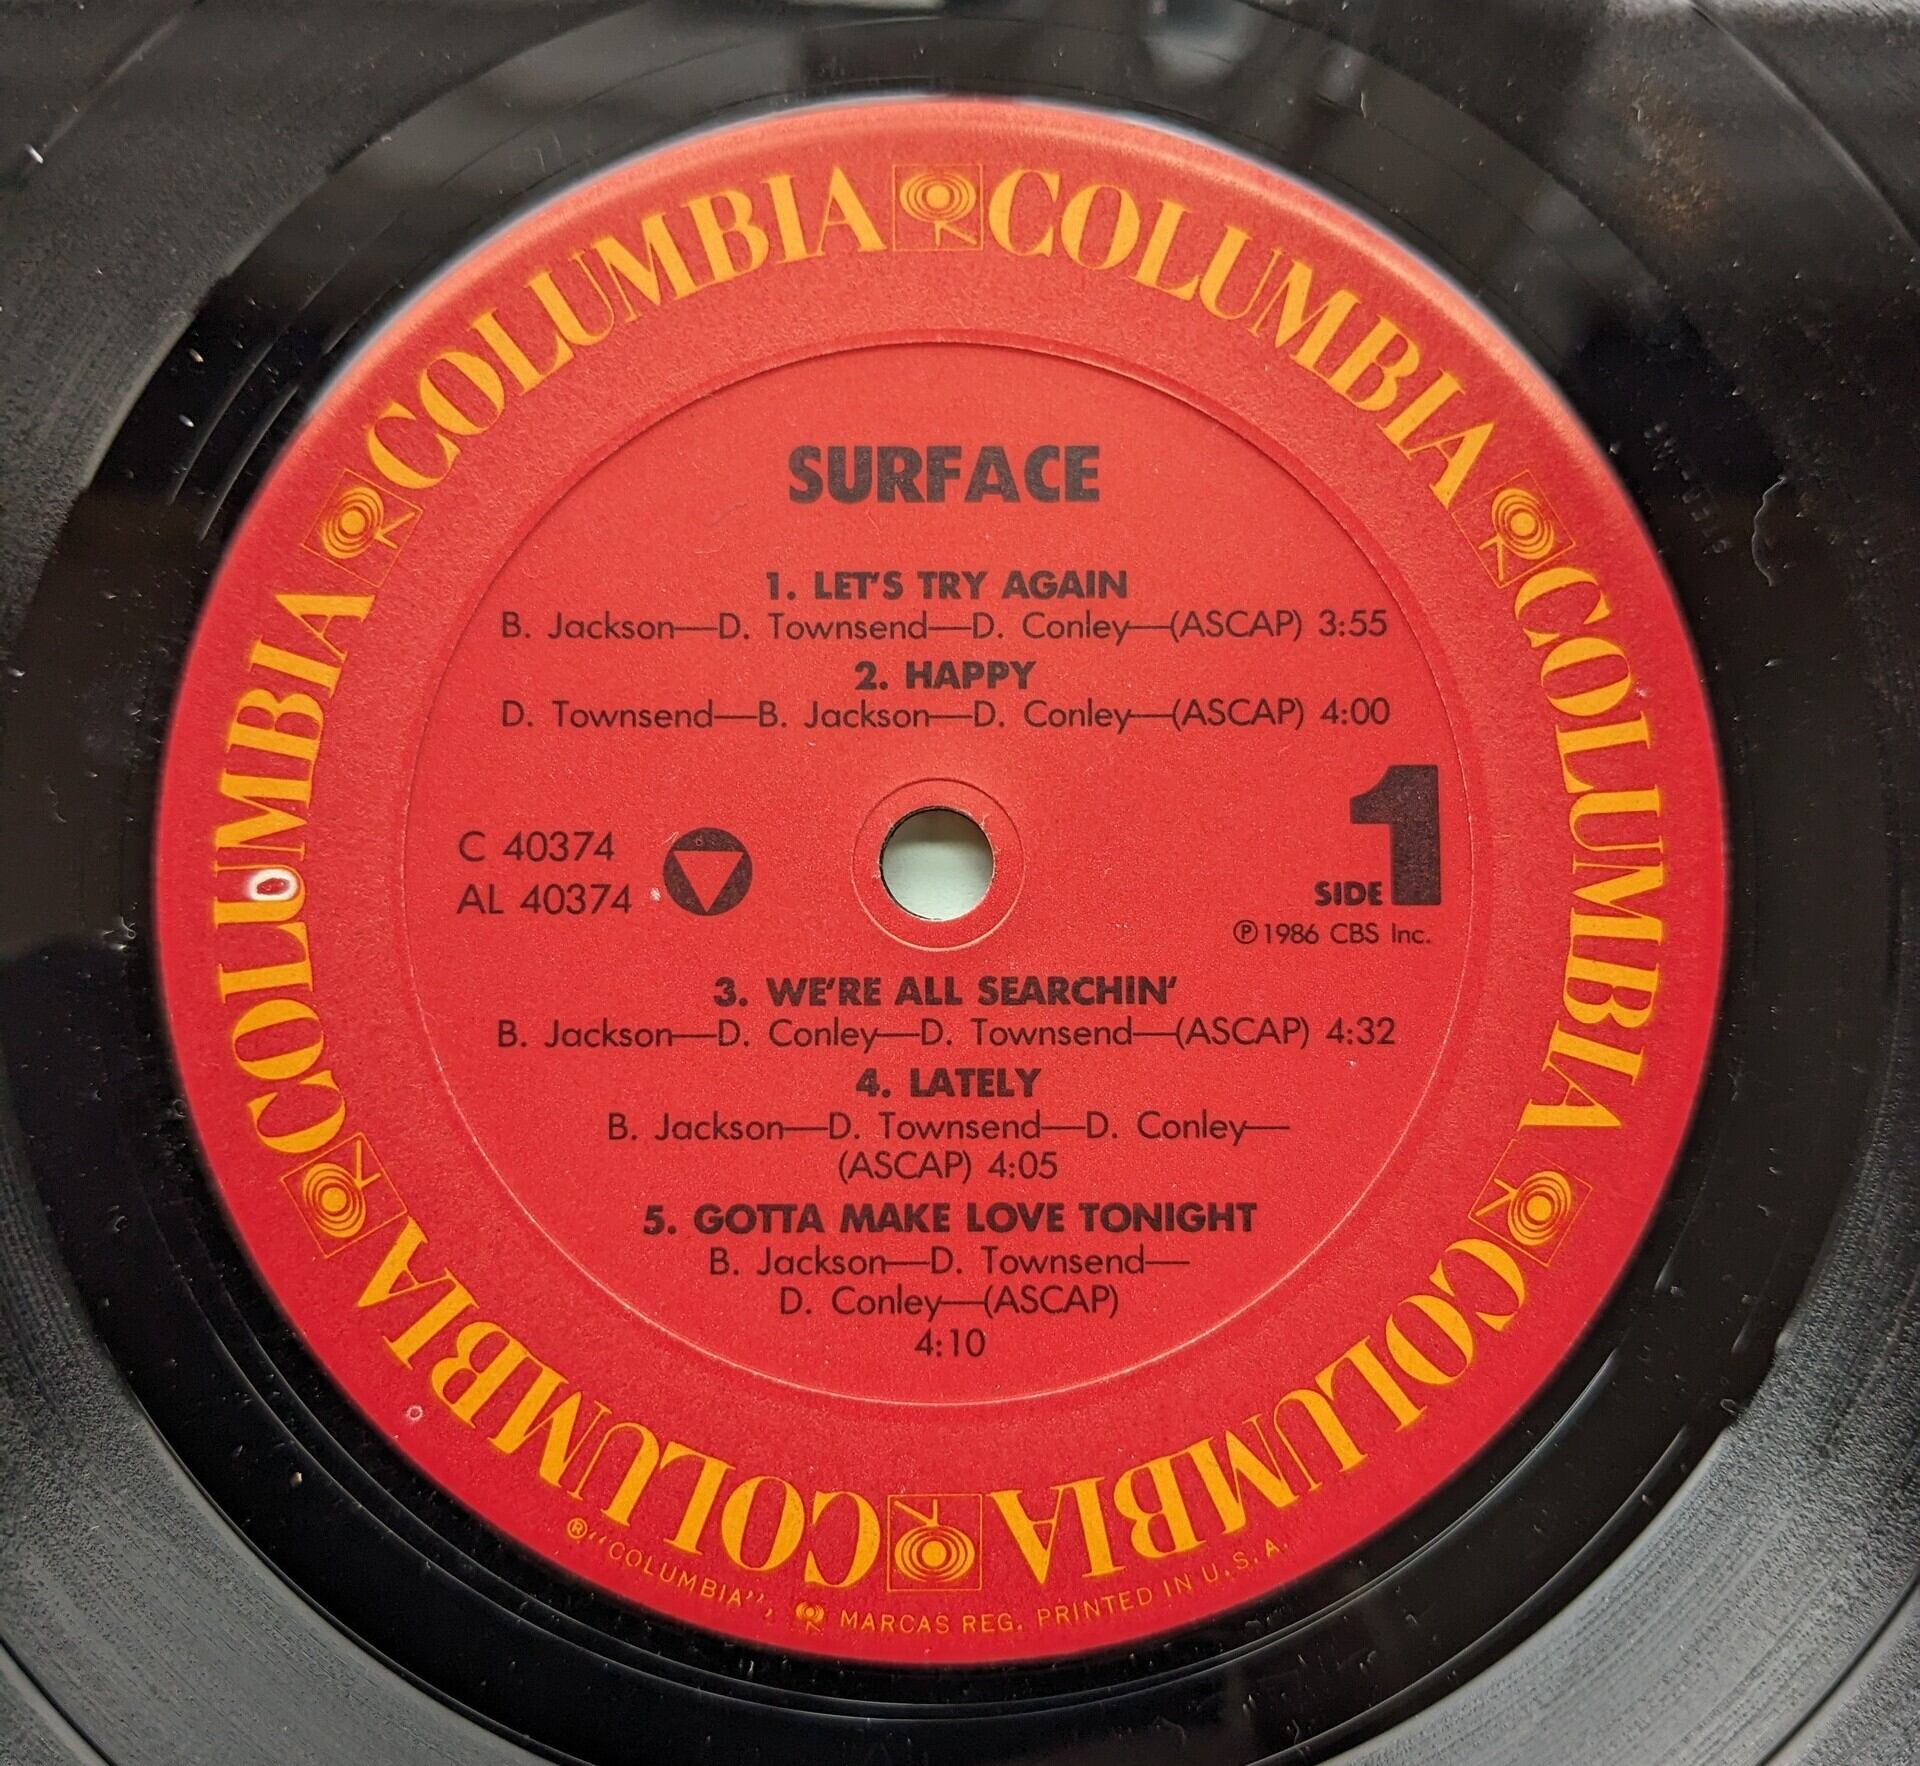 COLUMBIA COLUMBIA COLUMBIA COLUMBIA COLUMBIA COLUMBIA
SURFACE
1. LET'S TRY AGAIN
B. Jackson—D. Townsend—D. Conley—(ASCAP) 3:55
2. HAPPY
D. Townsend—B. Jackson—D. Conley—(ASCAP) 4:00
C 40374
AL 40374
SIDE 1
℗1986 CBS Inc.
3. WE'RE ALL SEARCHIN'
B. Jackson—D. Conley—D. Townsend—(ASCAP) 4:32
4. LATELY
B. Jackson—D. Townsend—D. Conley—
(ASCAP) 4:05
5. GOTTA MAKE LOVE TONIGHT
B. Jackson—D. Townsend—
D. Conley—(ASCAP)
4:10
®"COLUMBIA", MARCAS REG. PRINTED IN U.S.A.